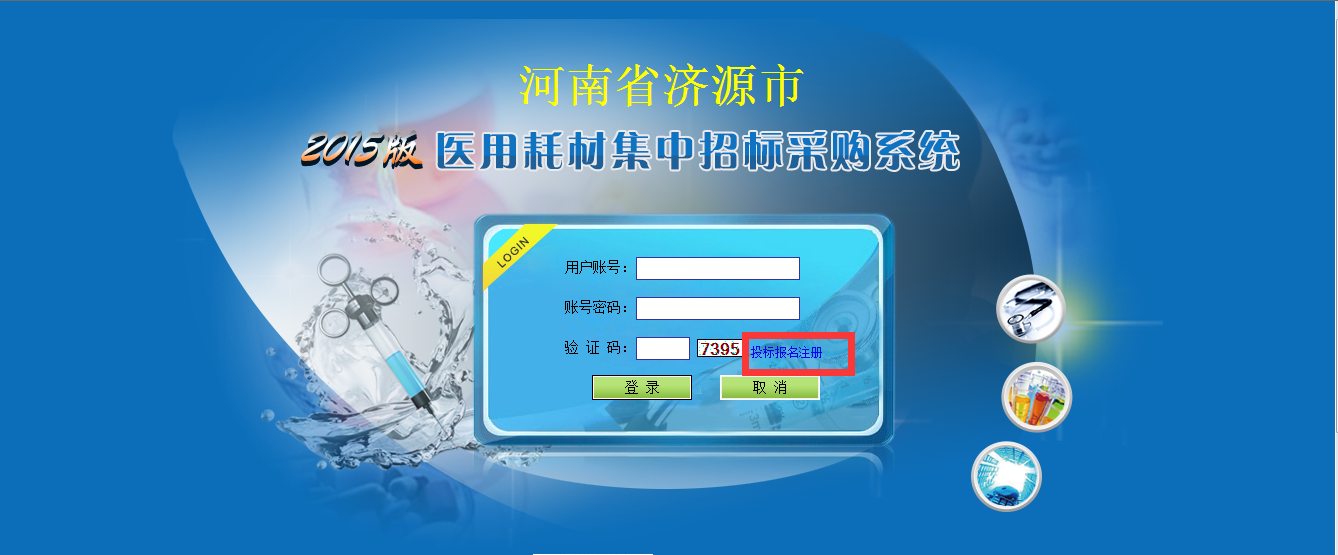 河南省济源市
2015版 医用耗材集中招标采购系统
LOGIN
用户账号：
账号密码：
验 证 码： 7395 投标报名注册
登 录 取 消